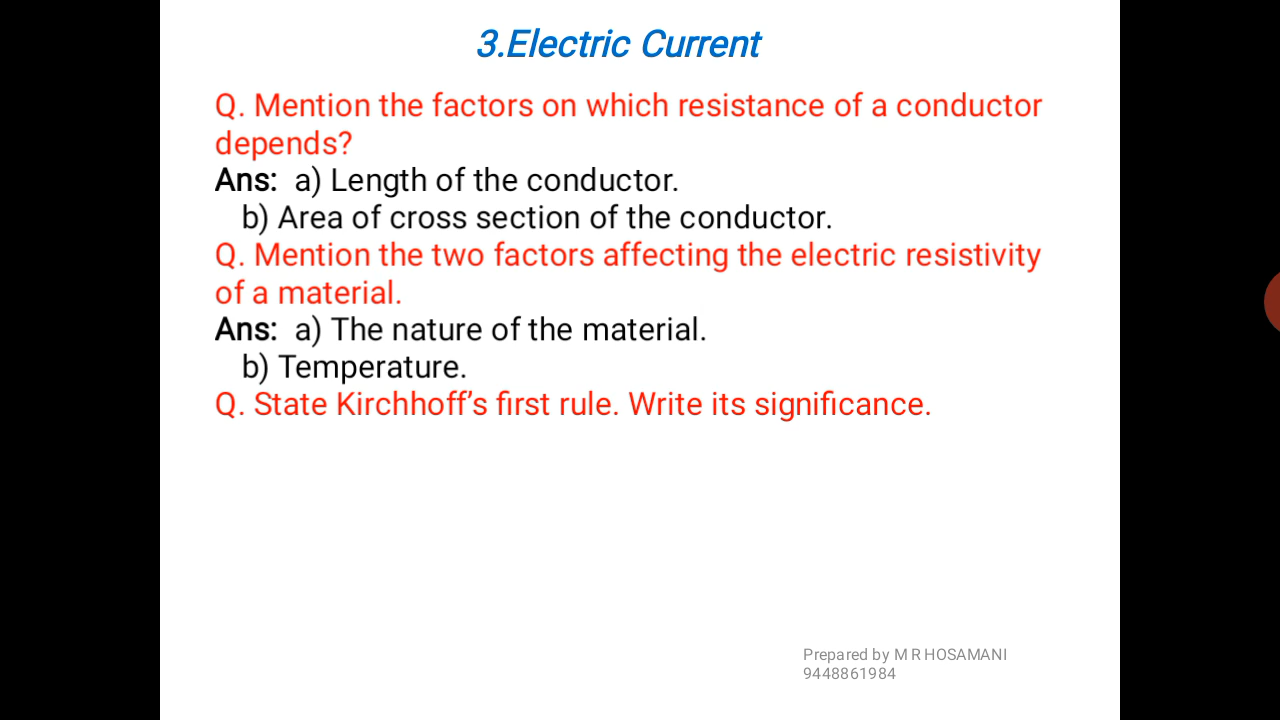 3.Electric Current
Q. Mention the factors on which resistance of a conductor
depends?
Ans: a) Length of the conductor.
b) Area of cross section of the conductor.
Q. Mention the two factors affecting the electric resistivity
of a material.
Ans: a) The nature of the material.
b) Temperature.
Q. State Kirchhoff’s first rule. Write its significance.
Prepared by M R HOSAMANI
9448861984